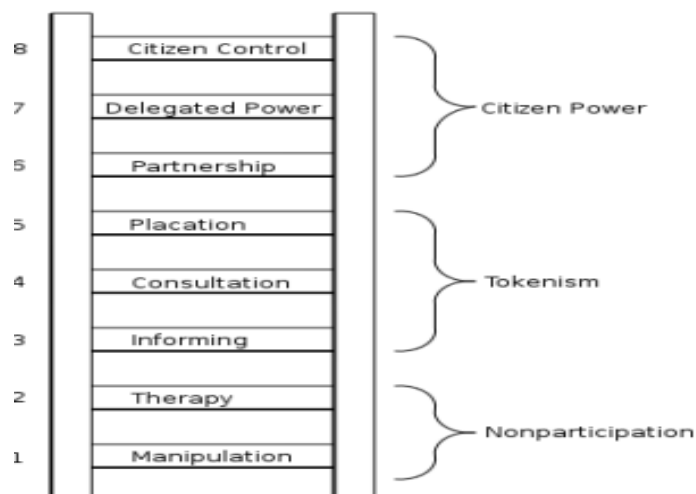 8 Citizen Control
7 Delegated Power Citizen Power
6 Partnership
5 Placation
4 Consultation Tokenism
3 Informing
2 Therapy
Nonparticipation
1 Manipulation